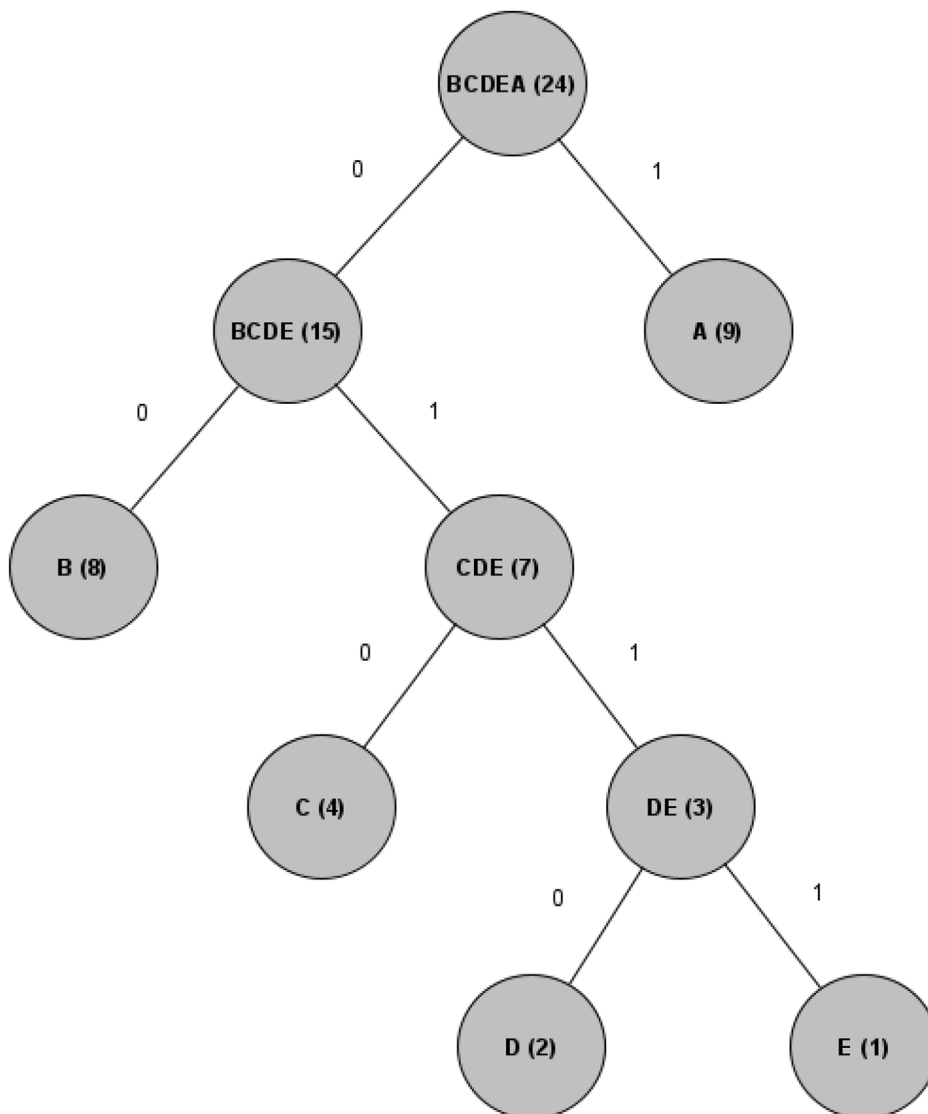 BCDEA (24)
0
1
BCDE (15)
A (9)
0
1
B (8)
CDE (7)
0
1
C (4)
DE (3)
0
1
D (2)
E (1)